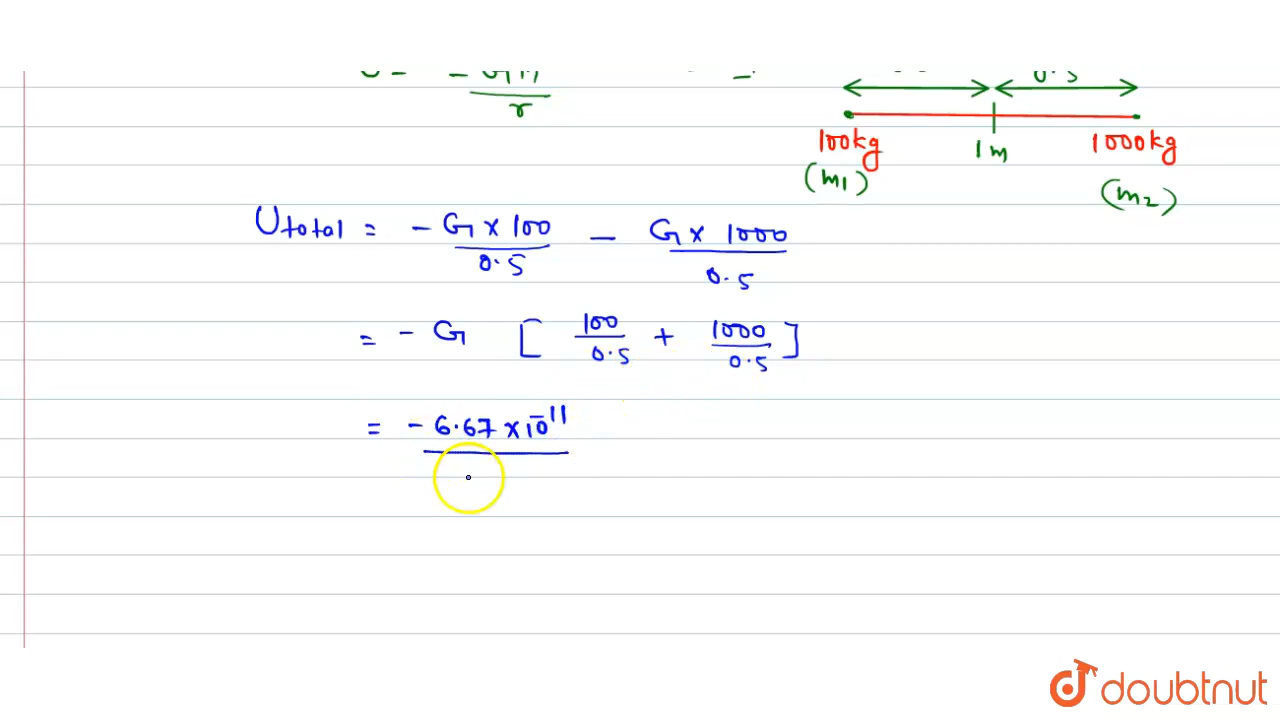 r
0.5
100kg
1m
1000kg
(m1)
(m2)
Utotal = - G × 100 / 0.5 - G × 1000 / 0.5
= - G [ 100 / 0.5 + 1000 / 0.5 ]
= - 6.67 × 10^-11
doubtnut